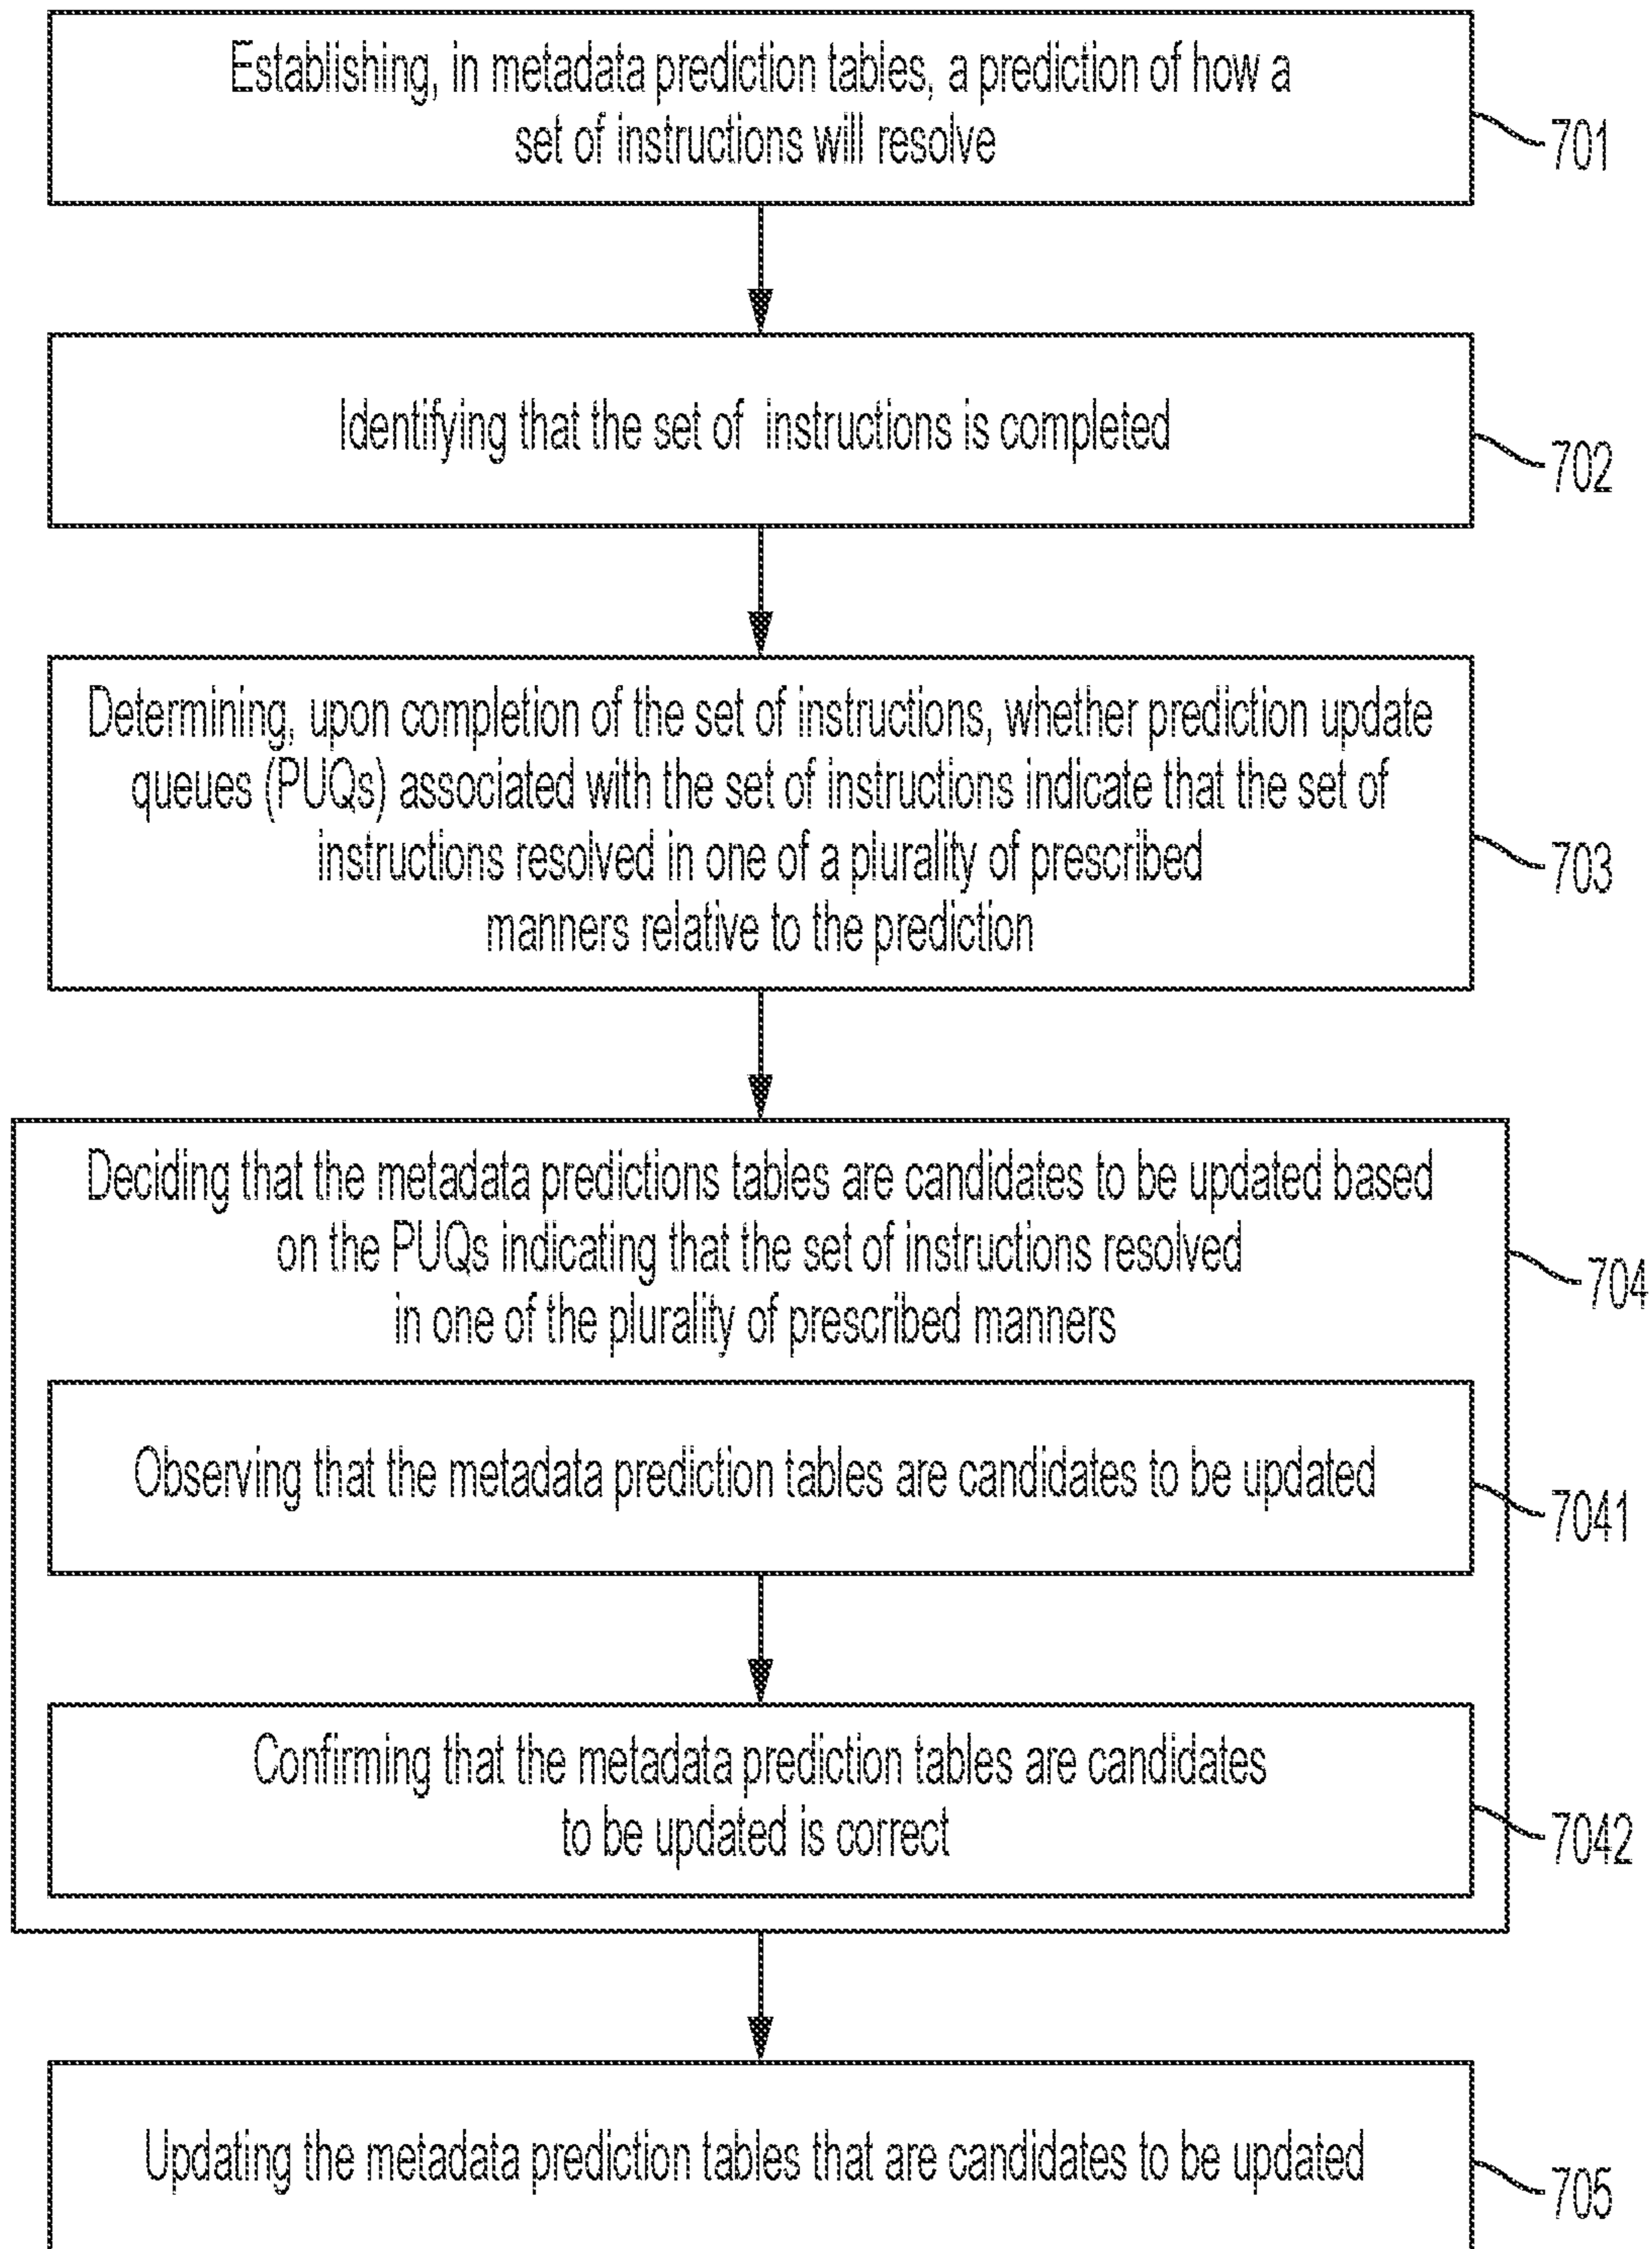 Establishing, in metadata prediction tables, a prediction of how a
set of instructions will resolve
701
Identifying that the set of instructions is completed
702
Determining, upon completion of the set of instructions, whether prediction update
queues (PUQs) associated with the set of instructions indicate that the set of
instructions resolved in one of a plurality of prescribed
manners relative to the prediction
703
Deciding that the metadata predictions tables are candidates to be updated based
on the PUQs indicating that the set of instructions resolved
in one of the plurality of prescribed manners
704
Observing that the metadata prediction tables are candidates to be updated
7041
Confirming that the metadata prediction tables are candidates
to be updated is correct
7042
Updating the metadata prediction tables that are candidates to be updated
705